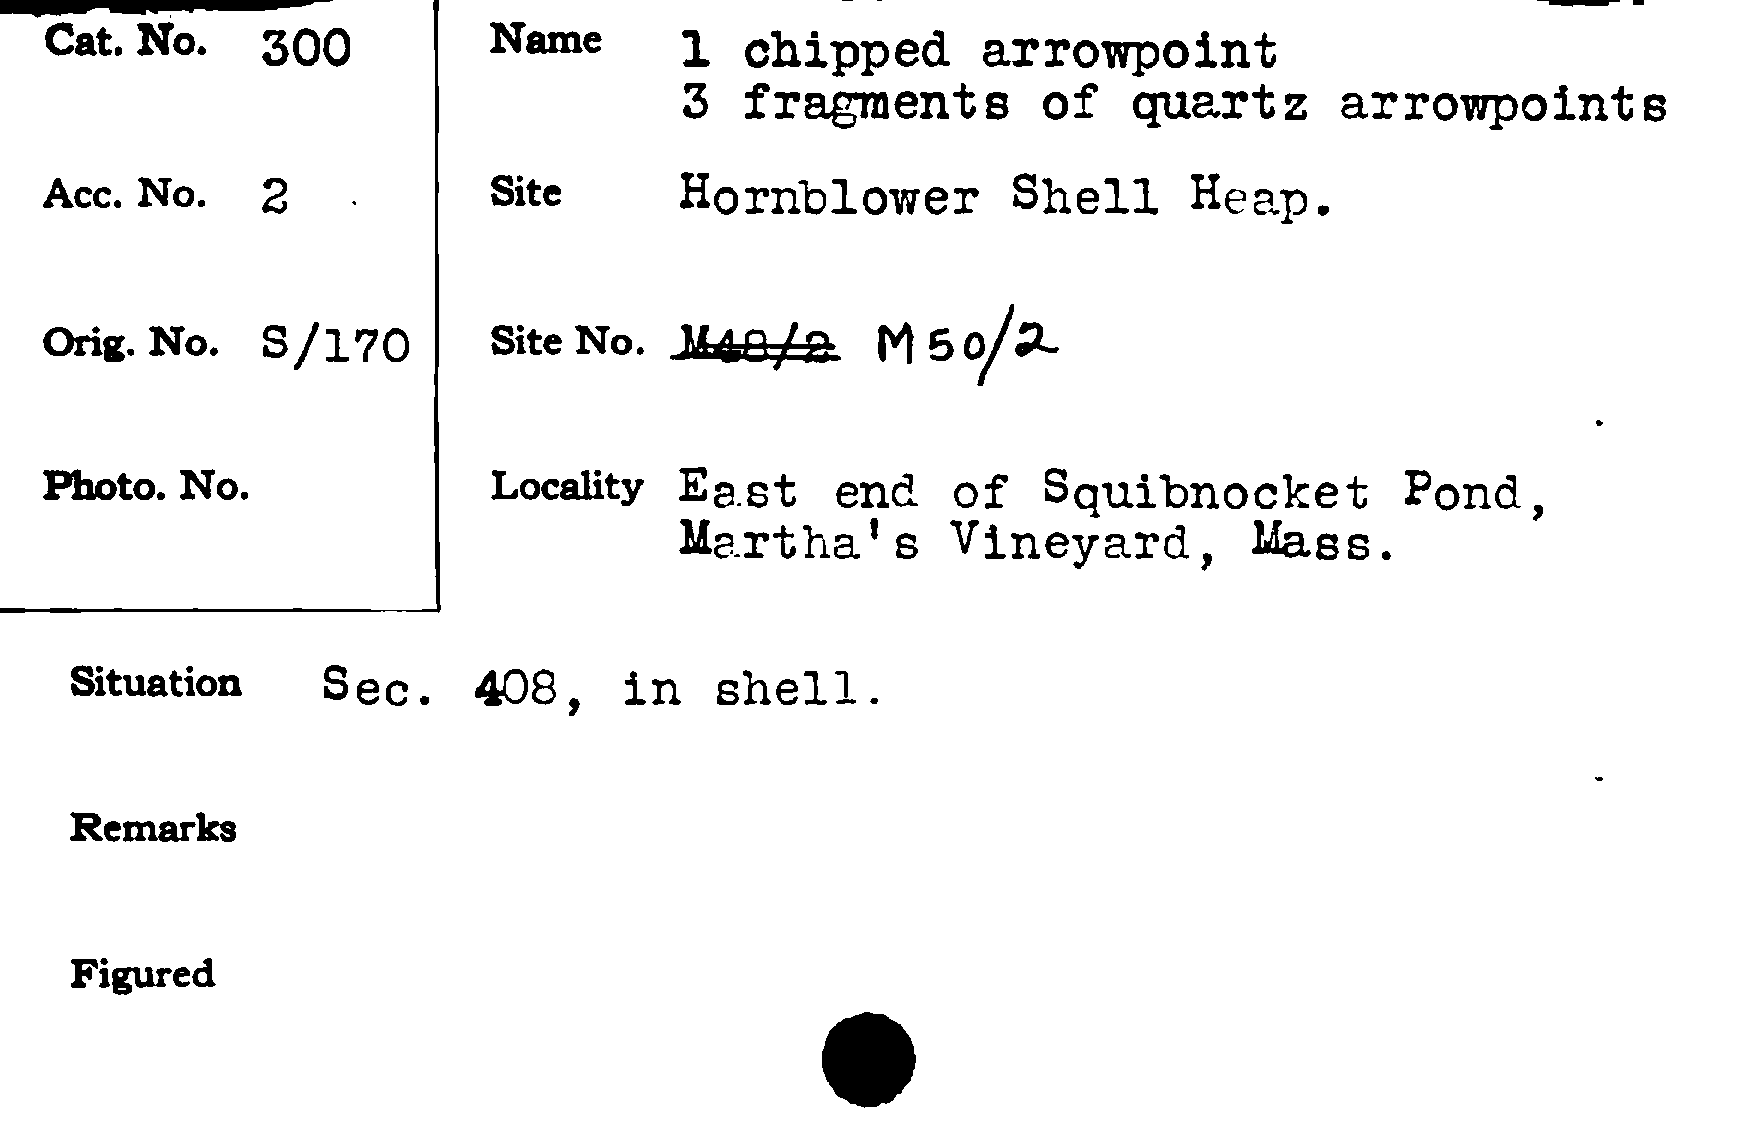 Cat. No. 300
Name 1 chipped arrowpoint
3 fragments of quartz arrowpoints
Acc. No. 2
Site Hornblower Shell Heap.
Orig. No. S/170
Site No. M48/2 M50/2
Photo. No.
Locality East end of Squibnocket Pond,
Martha's Vineyard, Mass.
Situation Sec. 408, in shell.
Remarks
Figured